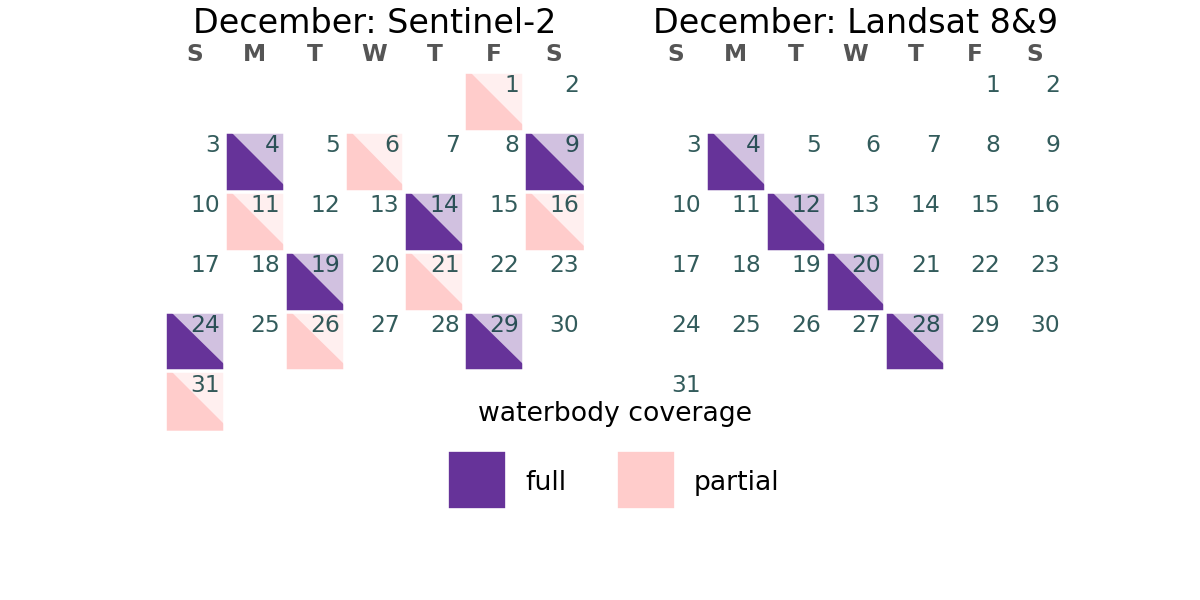 December: Sentinel-2
S M T W T F S
1 2
3 4 5 6 7 8 9
10 11 12 13 14 15 16
17 18 19 20 21 22 23
24 25 26 27 28 29 30
31
December: Landsat 8&9
S M T W T F S
1 2
3 4 5 6 7 8 9
10 11 12 13 14 15 16
17 18 19 20 21 22 23
24 25 26 27 28 29 30
31
waterbody coverage
full partial